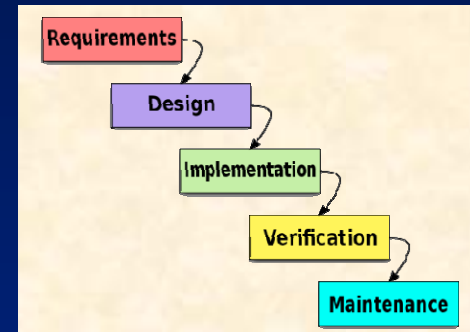 Requirements
Design
Implementation
Verification
Maintenance